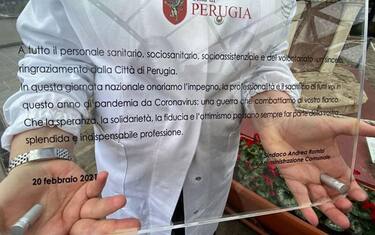 PERUGIA
A tutto il personale sanitario, sociosanitario, socioassistenziale e del volontariato un sincero
ringraziamento dalla Città di Perugia.
In questa giornata nazionale onoriamo l'impegno, la professionalità e il sacrificio di tutti voi in
questo anno di pandemia da Coronavirus: una guerra che combattiamo al vostro fianco.
Che la speranza, la solidarietà, la fiducia e l'ottimismo possano sempre far parte della vostra
splendida e indispensabile professione.
Sindaco Andrea Romizi
Amministrazione Comunale
20 febbraio 2021